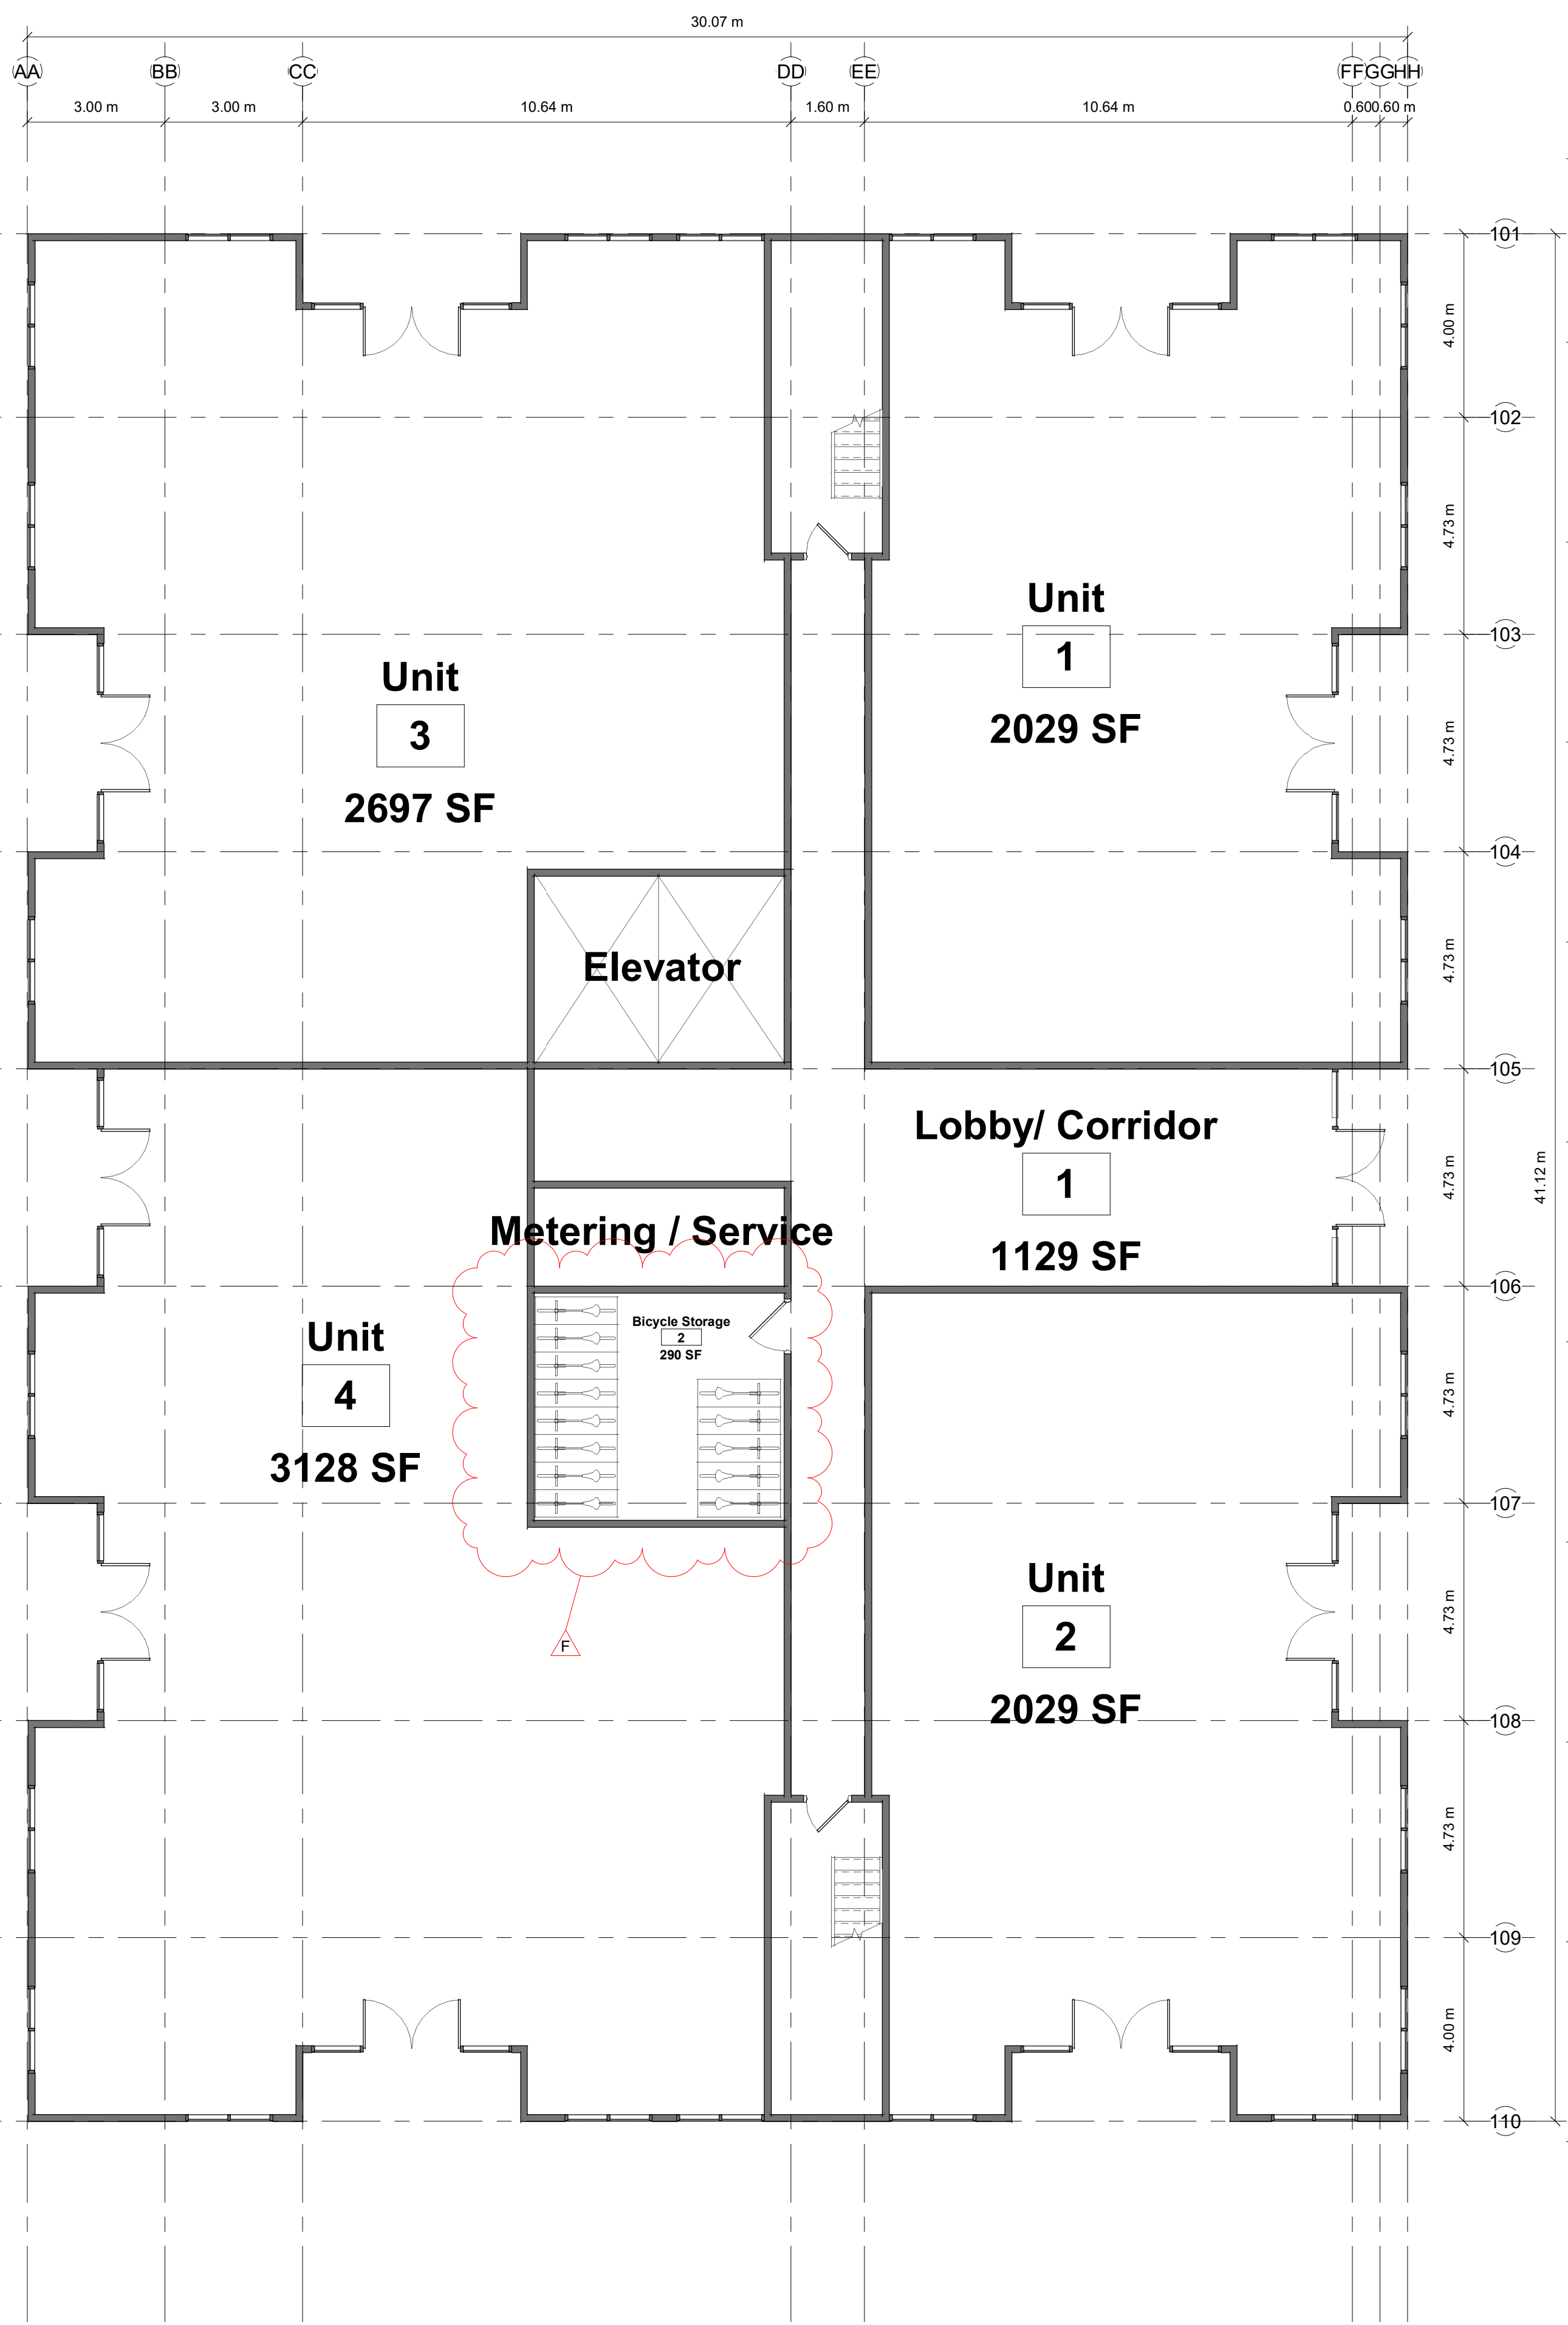 30.07 m
AA BB CC DD EE FF GG HH
3.00 m 3.00 m 10.64 m 1.60 m 10.64 m 0.60 0.60 m
101
4.00 m
102
4.73 m
Unit
1
2029 SF
103
Unit
3
2697 SF
4.73 m
104
Elevator
4.73 m
105
Lobby/ Corridor
1
1129 SF
4.73 m
41.12 m
Metering / Service
106
Bicycle Storage
2
290 SF
Unit
4
3128 SF
4.73 m
107
F
Unit
2
2029 SF
4.73 m
108
4.73 m
109
4.00 m
110